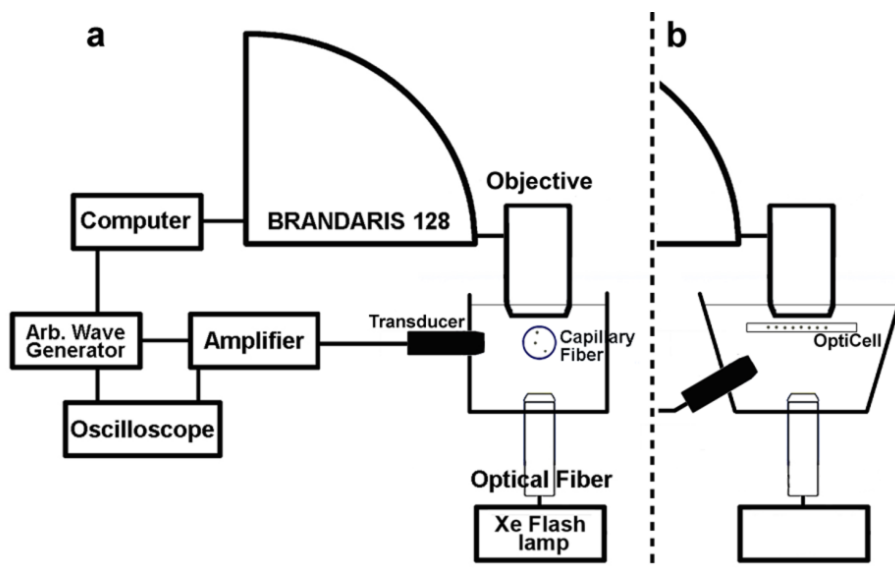 a
b
Objective
Computer
BRANDARIS 128
Transducer
Arb. Wave
Generator
Amplifier
Capillary
Fiber
OptiCell
Oscilloscope
Optical Fiber
Xe Flash
lamp